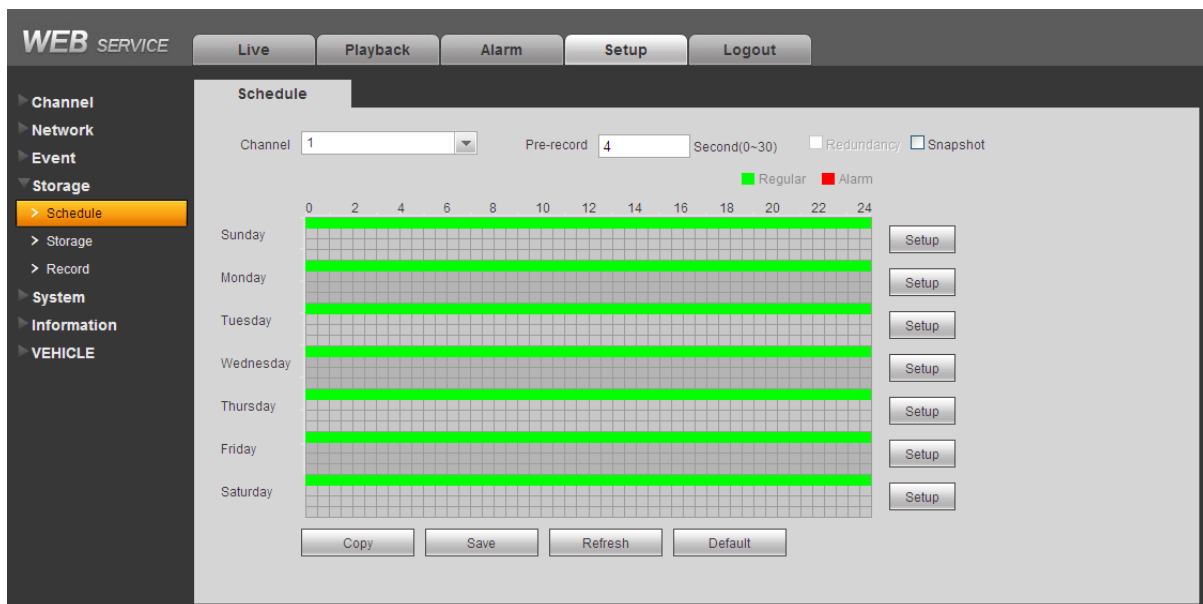 WEB SERVICE
Live Playback Alarm Setup Logout
Channel
Network
Event
Storage
> Schedule
> Storage
> Record
System
Information
VEHICLE
Schedule
Channel 1 Pre-record 4 Second(0~30) Redundancy Snapshot
Regular Alarm
0 2 4 6 8 10 12 14 16 18 20 22 24
Sunday Setup
Monday Setup
Tuesday Setup
Wednesday Setup
Thursday Setup
Friday Setup
Saturday Setup
Copy Save Refresh Default